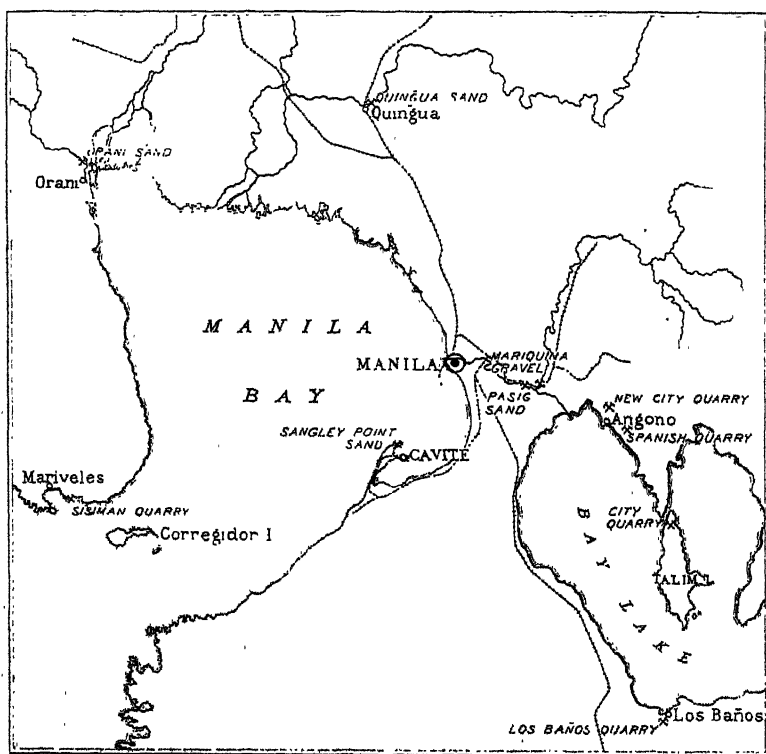 QUINGUA SAND
Quingua
ORANI SAND
Orani
MANILA
BAY
MANILA
MARIQUINA
GRAVEL
PASIG
SAND
NEW CITY QUARRY
Angono
SPANISH QUARRY
SANGLEY POINT
SAND
CAVITE
Mariveles
SISIMAN QUARRY
Corregidor I
CITY
QUARRY
TALIM I.
BAY LAKE
Los Baños
LOS BAÑOS QUARRY